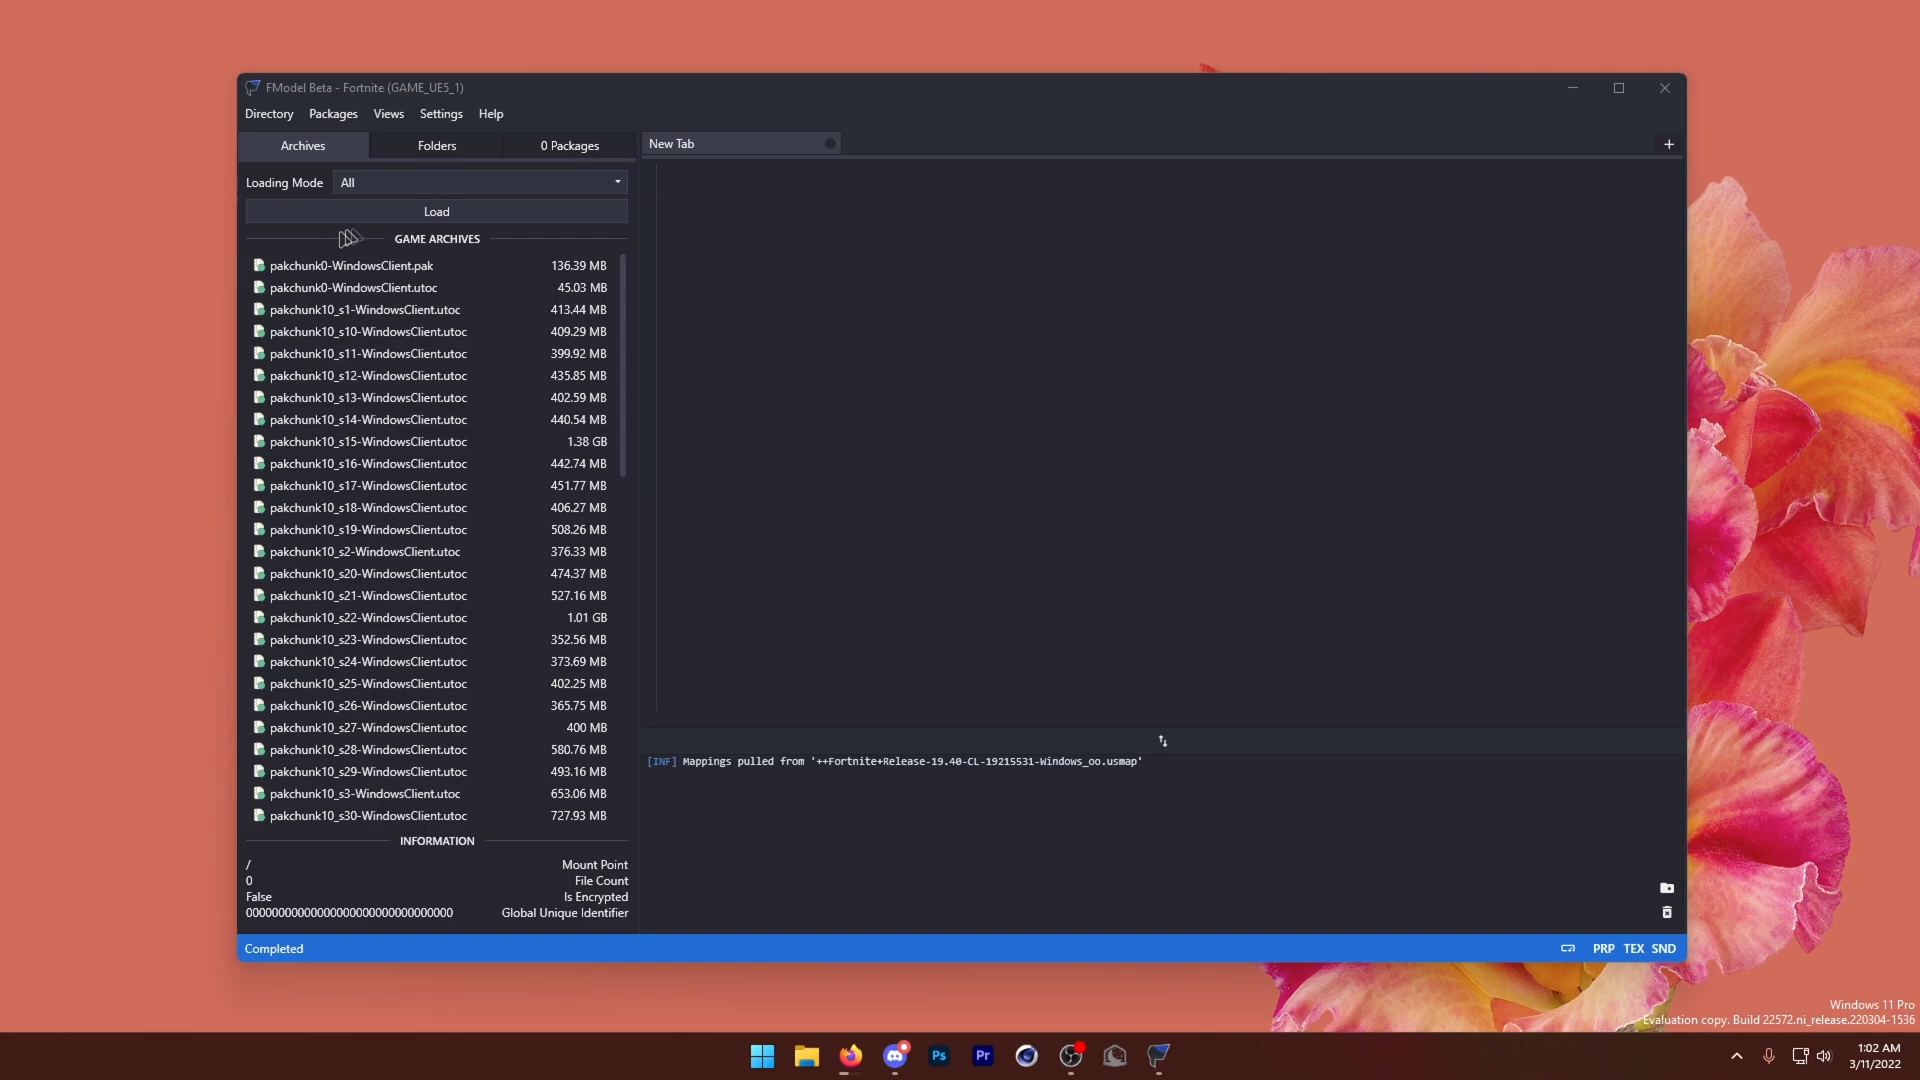 FModel Beta - Fortnite (GAME_UE5_1)
Directory Packages Views Settings Help
Archives Folders 0 Packages
New Tab
Loading Mode All
Load
GAME ARCHIVES
pakchunk0-WindowsClient.pak 136.39 MB
pakchunk0-WindowsClient.utoc 45.03 MB
pakchunk10_s1-WindowsClient.utoc 413.44 MB
pakchunk10_s10-WindowsClient.utoc 409.29 MB
pakchunk10_s11-WindowsClient.utoc 399.92 MB
pakchunk10_s12-WindowsClient.utoc 435.85 MB
pakchunk10_s13-WindowsClient.utoc 402.59 MB
pakchunk10_s14-WindowsClient.utoc 440.54 MB
pakchunk10_s15-WindowsClient.utoc 1.38 GB
pakchunk10_s16-WindowsClient.utoc 442.74 MB
pakchunk10_s17-WindowsClient.utoc 451.77 MB
pakchunk10_s18-WindowsClient.utoc 406.27 MB
pakchunk10_s19-WindowsClient.utoc 508.26 MB
pakchunk10_s2-WindowsClient.utoc 376.33 MB
pakchunk10_s20-WindowsClient.utoc 474.37 MB
pakchunk10_s21-WindowsClient.utoc 527.16 MB
pakchunk10_s22-WindowsClient.utoc 1.01 GB
pakchunk10_s23-WindowsClient.utoc 352.56 MB
pakchunk10_s24-WindowsClient.utoc 373.69 MB
pakchunk10_s25-WindowsClient.utoc 402.25 MB
pakchunk10_s26-WindowsClient.utoc 365.75 MB
pakchunk10_s27-WindowsClient.utoc 400 MB
pakchunk10_s28-WindowsClient.utoc 580.76 MB
pakchunk10_s29-WindowsClient.utoc 493.16 MB
pakchunk10_s3-WindowsClient.utoc 653.06 MB
pakchunk10_s30-WindowsClient.utoc 727.93 MB
INFORMATION
/ Mount Point
0 File Count
False Is Encrypted
00000000000000000000000000000000 Global Unique Identifier
[INF] Mappings pulled from '++Fortnite+Release-19.40-CL-19215531-Windows_oo.usmap'
Completed
PRP TEX SND
Windows 11 Pro
Evaluation copy. Build 22572.ni_release.220304-1536
Ps
Pr
1:02 AM
3/11/2022